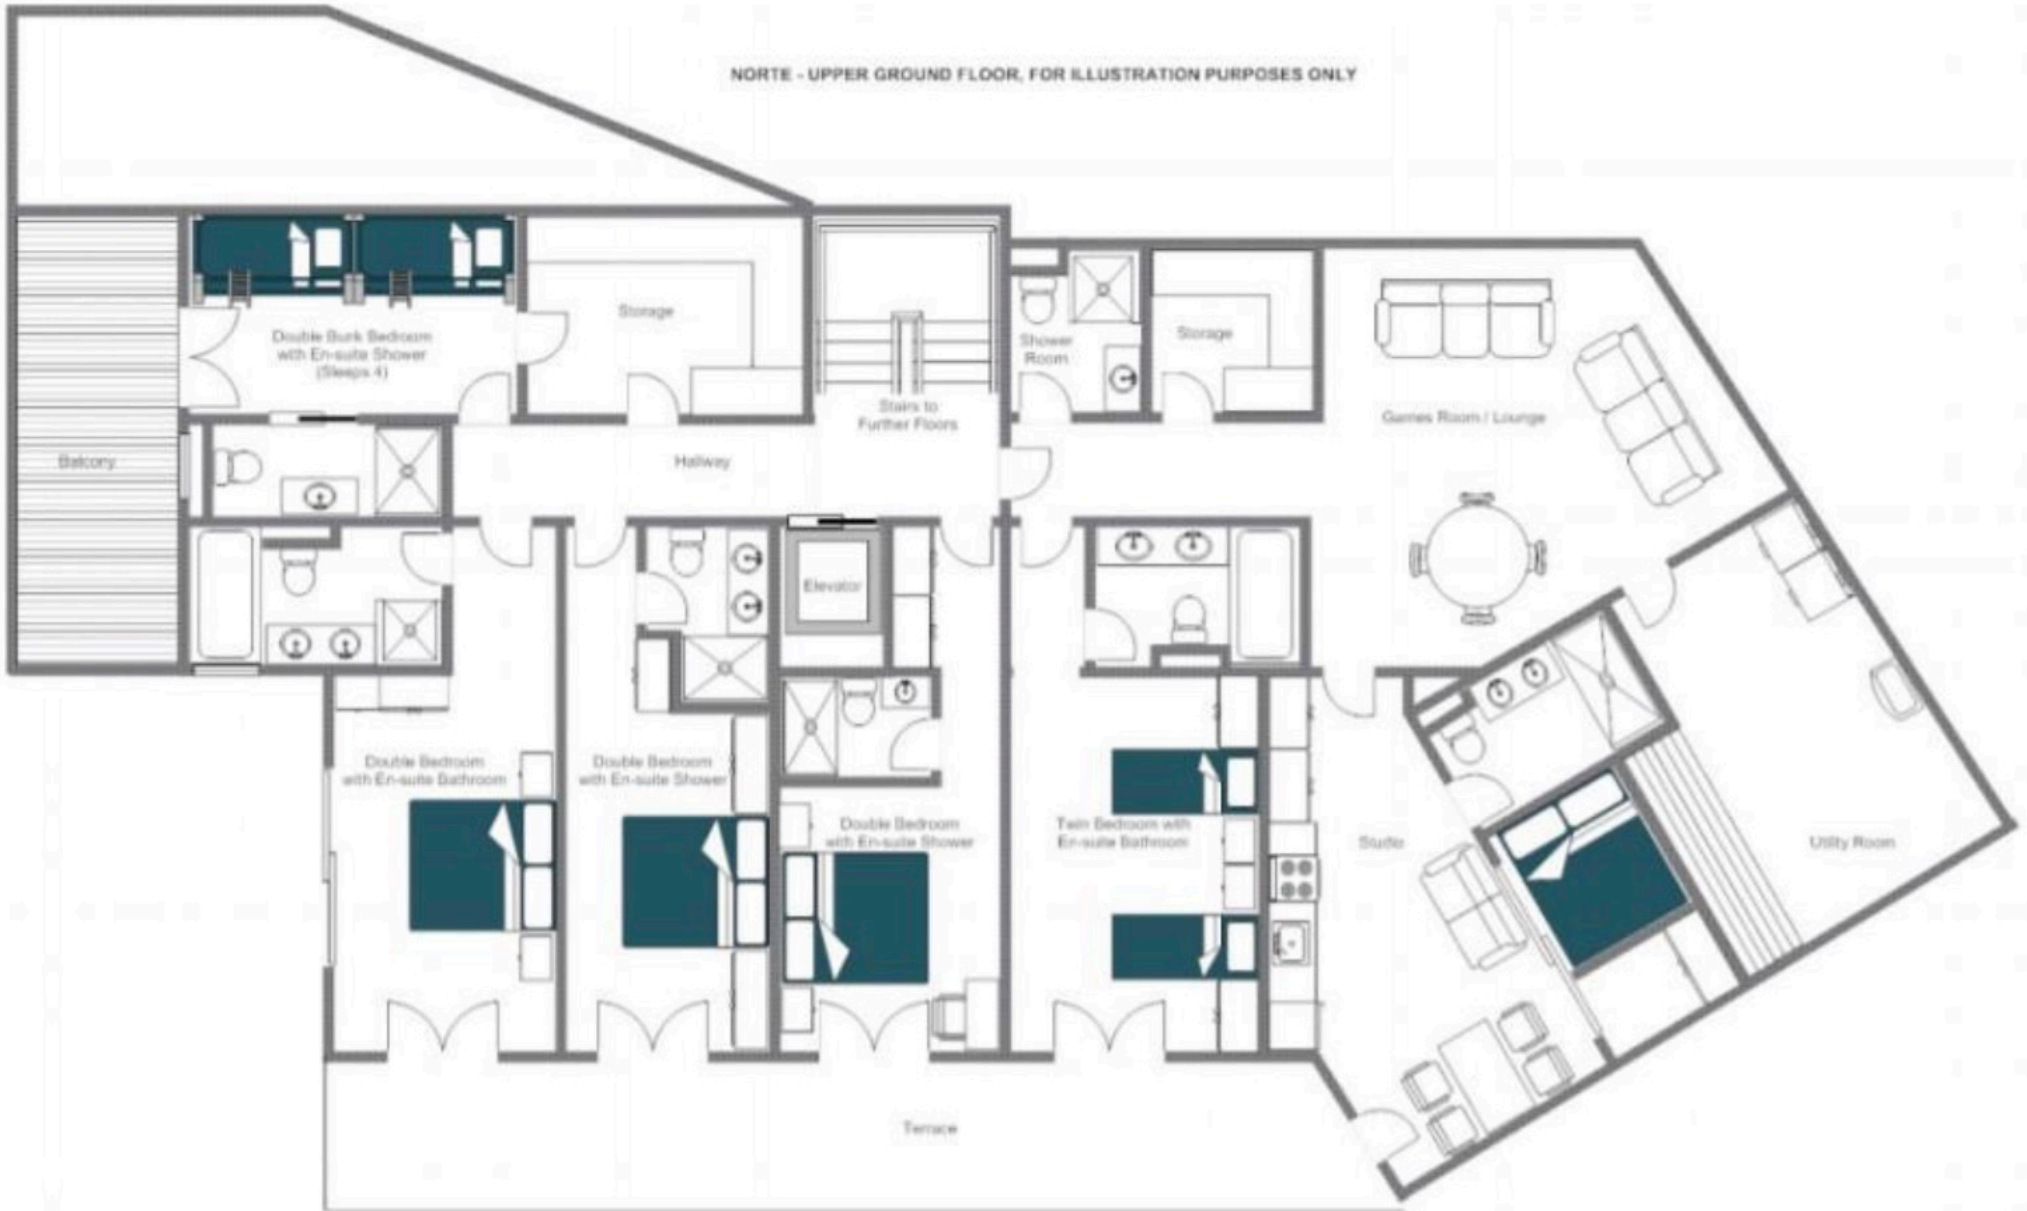 NORTE - UPPER GROUND FLOOR, FOR ILLUSTRATION PURPOSES ONLY
Storage
Double Bunk Bedroom
with En-suite Shower
(Sleeps 4)
Shower
Room
Storage
Stairs to
Further Floors
Games Room / Lounge
Balcony
Hallway
Elevator
Double Bedroom
with En-suite Bathroom
Double Bedroom
with En-suite Shower
Double Bedroom
with En-suite Shower
Twin Bedroom with
En-suite Bathroom
Studio
Utility Room
Terrace